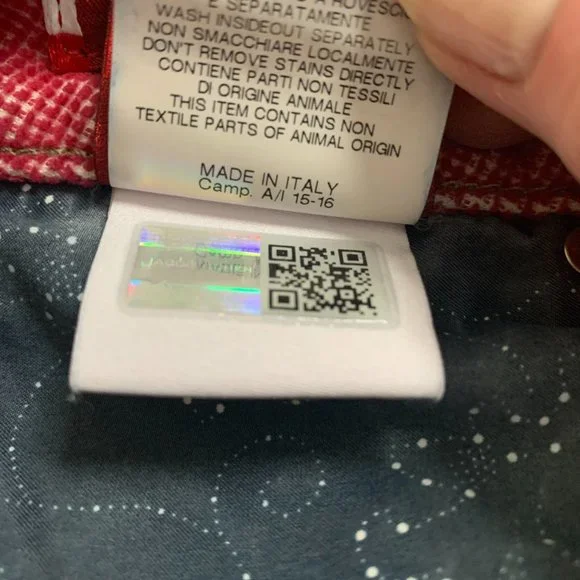 A ROVESCIO
E SEPARATAMENTE
WASH INSIDEOUT SEPARATELY
NON SMACCHIARE LOCALMENTE
DON'T REMOVE STAINS DIRECTLY
CONTIENE PARTI NON TESSILI
DI ORIGINE ANIMALE
THIS ITEM CONTAINS NON
TEXTILE PARTS OF ANIMAL ORIGIN
MADE IN ITALY
Camp. A/I 15-16